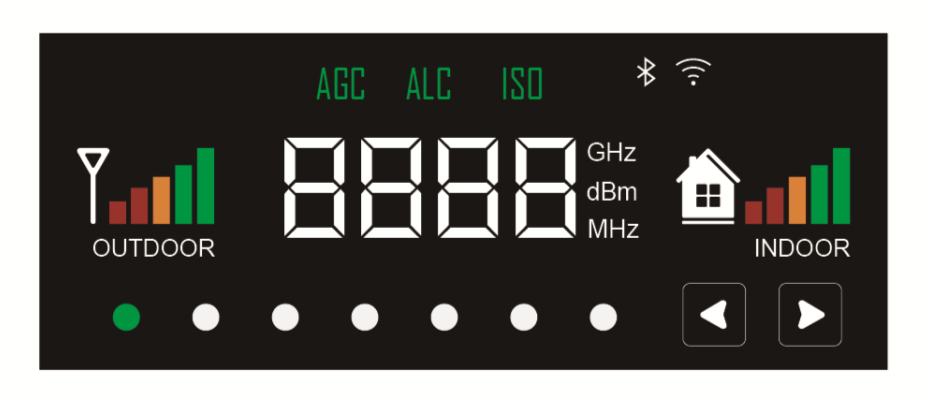 AGC ALC ISO
8888
GHz
dBm
MHz
OUTDOOR
INDOOR